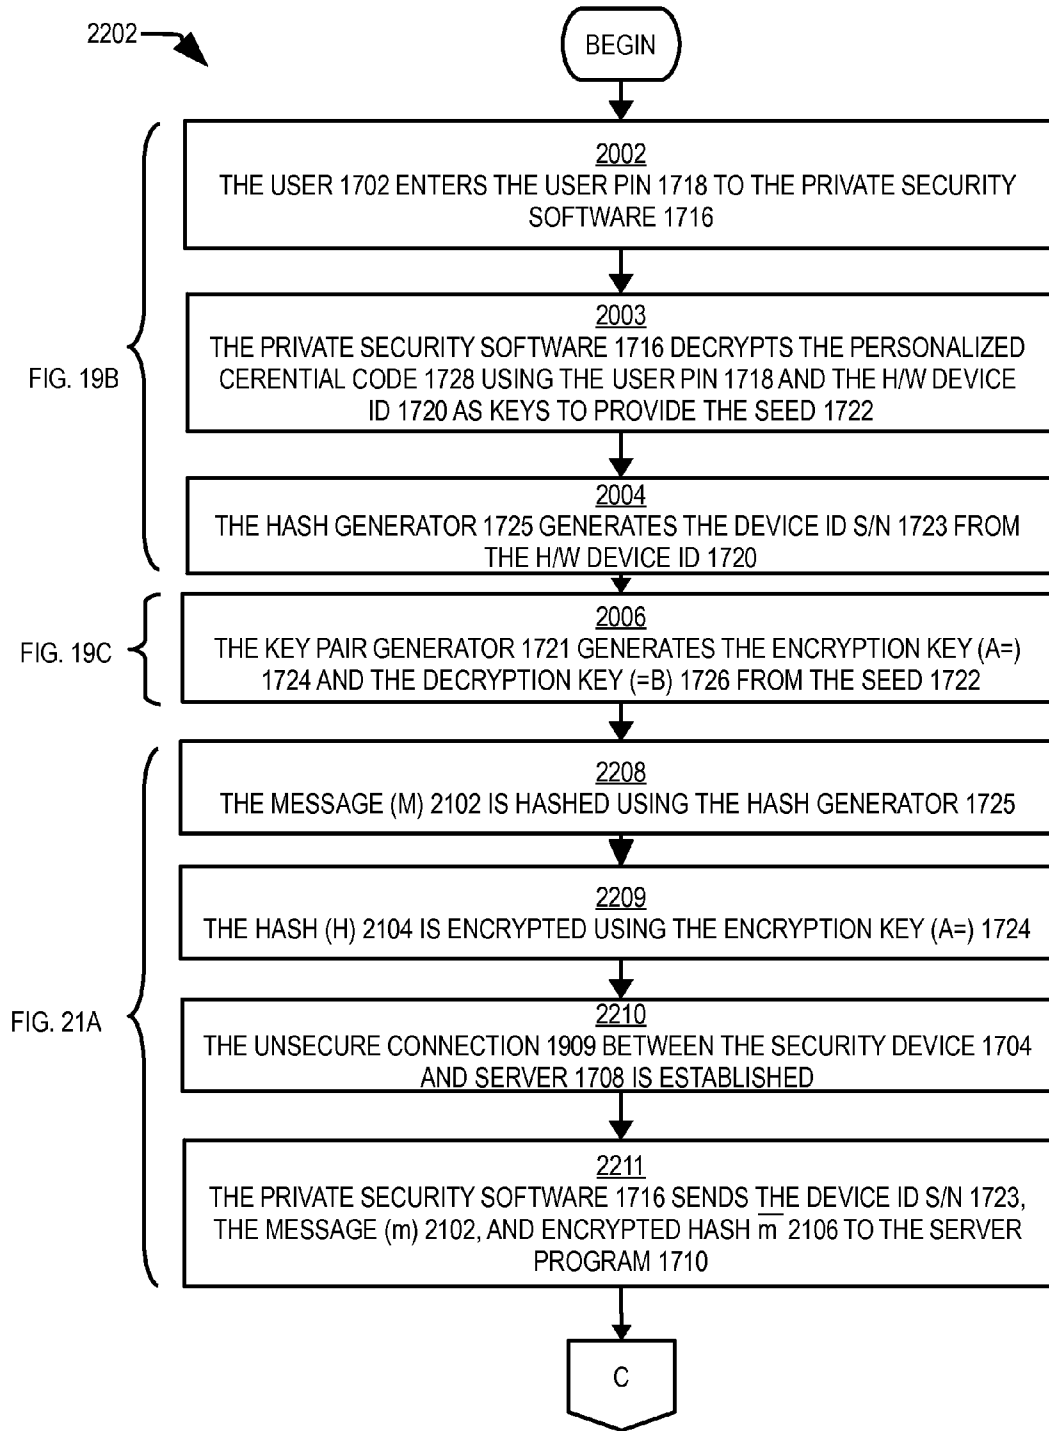 2202
BEGIN
2002
THE USER 1702 ENTERS THE USER PIN 1718 TO THE PRIVATE SECURITY
SOFTWARE 1716
2003
THE PRIVATE SECURITY SOFTWARE 1716 DECRYPTS THE PERSONALIZED
CERENTIAL CODE 1728 USING THE USER PIN 1718 AND THE H/W DEVICE
ID 1720 AS KEYS TO PROVIDE THE SEED 1722
FIG. 19B
2004
THE HASH GENERATOR 1725 GENERATES THE DEVICE ID S/N 1723 FROM
THE H/W DEVICE ID 1720
2006
THE KEY PAIR GENERATOR 1721 GENERATES THE ENCRYPTION KEY (A=)
1724 AND THE DECRYPTION KEY (=B) 1726 FROM THE SEED 1722
FIG. 19C
2208
THE MESSAGE (M) 2102 IS HASHED USING THE HASH GENERATOR 1725
2209
THE HASH (H) 2104 IS ENCRYPTED USING THE ENCRYPTION KEY (A=) 1724
2210
THE UNSECURE CONNECTION 1909 BETWEEN THE SECURITY DEVICE 1704
AND SERVER 1708 IS ESTABLISHED
FIG. 21A
2211
THE PRIVATE SECURITY SOFTWARE 1716 SENDS THE DEVICE ID S/N 1723,
THE MESSAGE (m) 2102, AND ENCRYPTED HASH m̅ 2106 TO THE SERVER
PROGRAM 1710
C